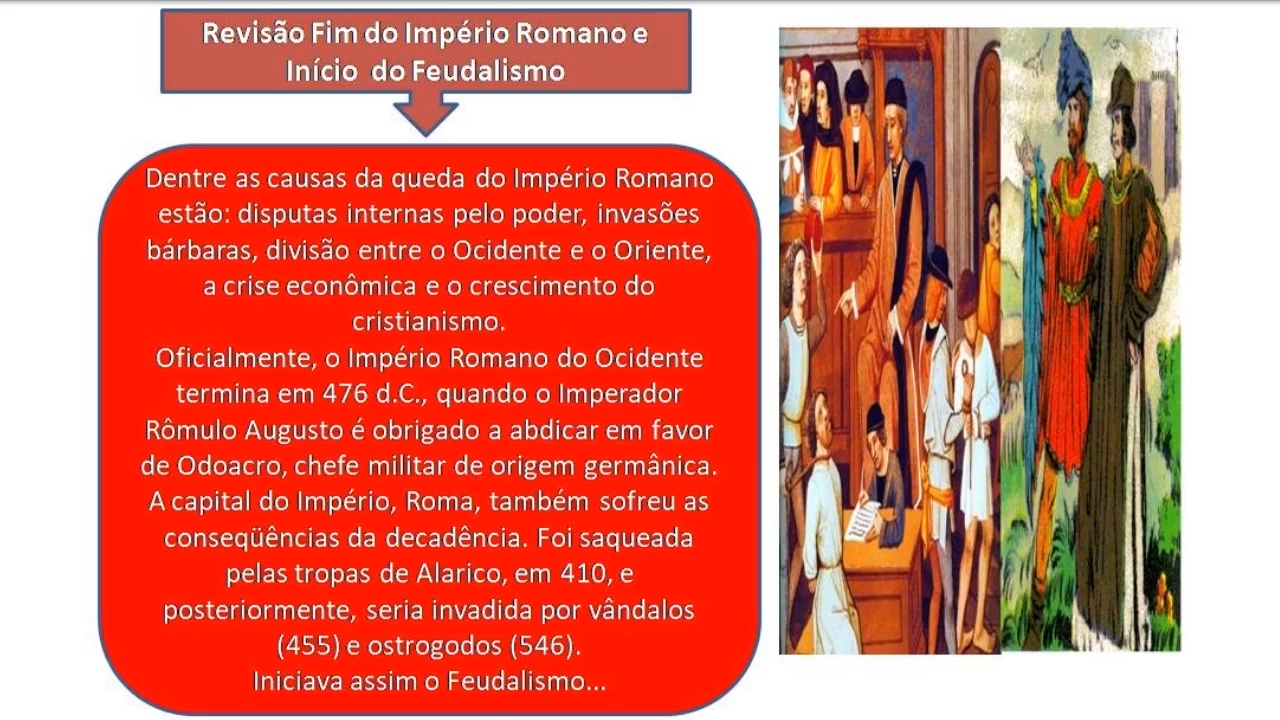 Revisão Fim do Império Romano e
Início do Feudalismo
Dentre as causas da queda do Império Romano
estão: disputas internas pelo poder, invasões
bárbaras, divisão entre o Ocidente e o Oriente,
a crise econômica e o crescimento do
cristianismo.
Oficialmente, o Império Romano do Ocidente
termina em 476 d.C., quando o Imperador
Rômulo Augusto é obrigado a abdicar em favor
de Odoacro, chefe militar de origem germânica.
A capital do Império, Roma, também sofreu as
conseqüências da decadência. Foi saqueada
pelas tropas de Alarico, em 410, e
posteriormente, seria invadida por vândalos
(455) e ostrogodos (546).
Iniciava assim o Feudalismo...